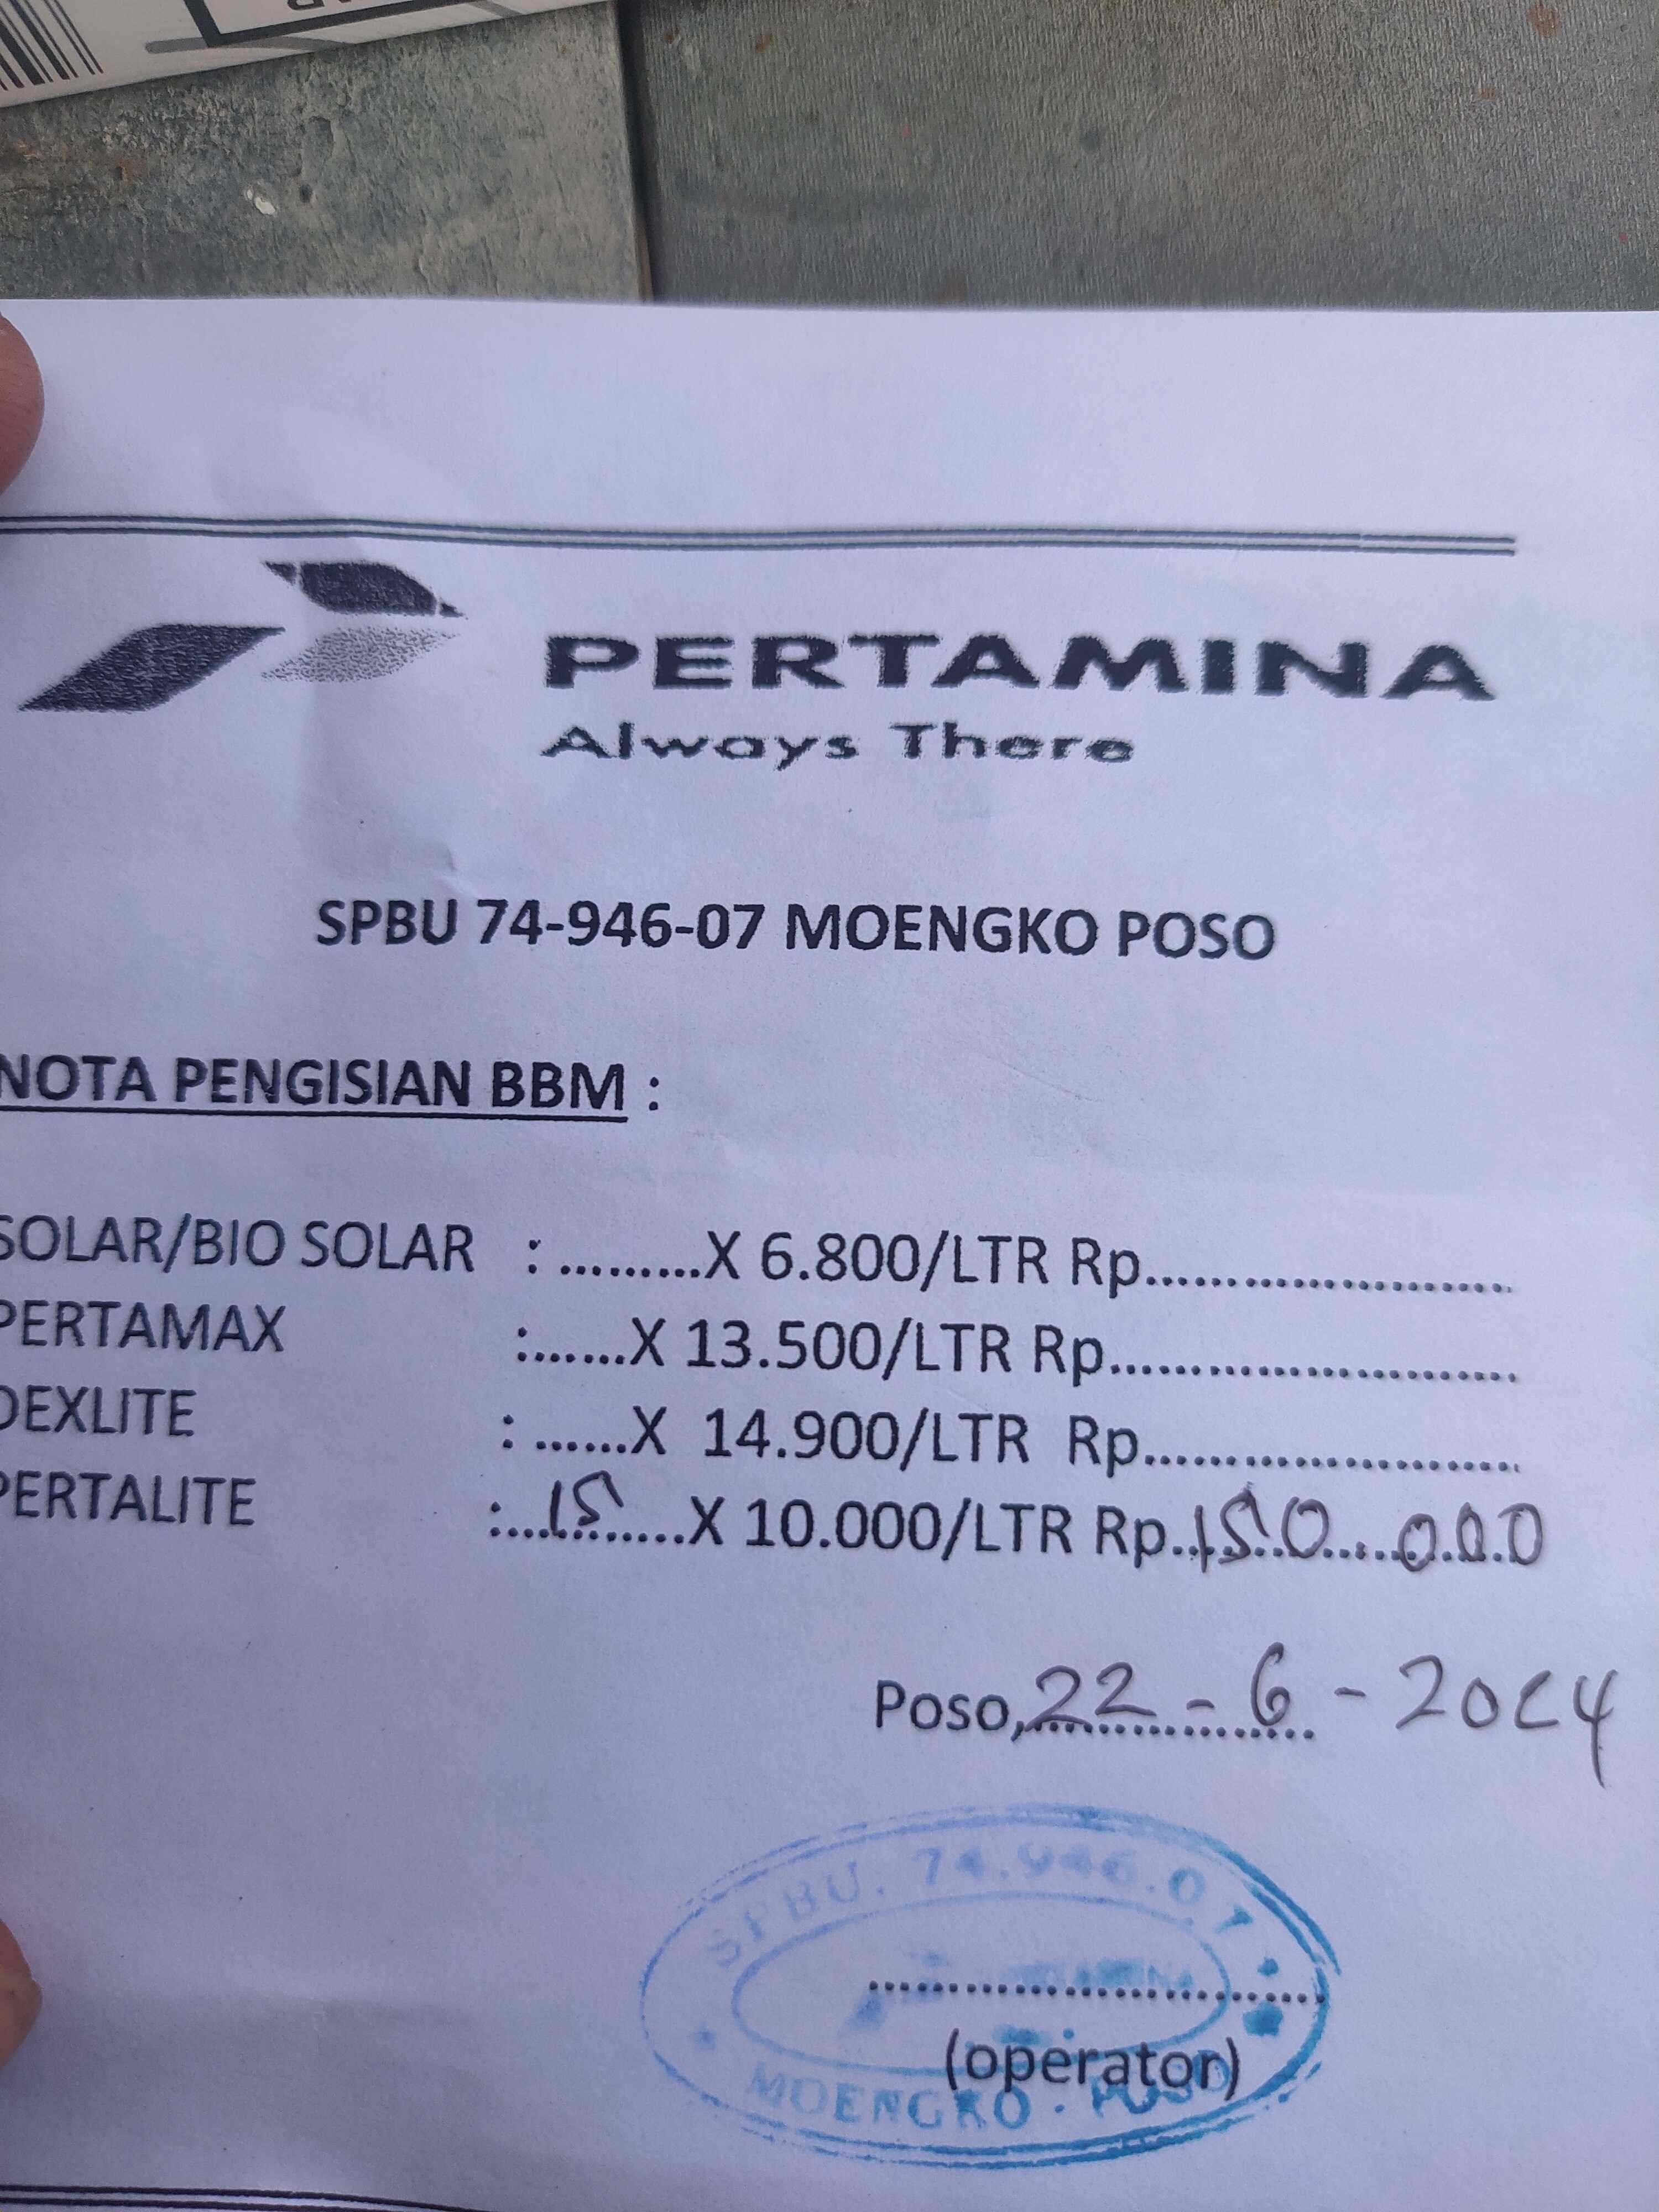 PERTAMINA
Always There
SPBU 74-946-07 MOENGKO POSO
NOTA PENGISIAN BBM :
SOLAR/BIO SOLAR : .........X 6.800/LTR Rp........................
PERTAMAX :.......X 13.500/LTR Rp...........................
DEXLITE : .......X 14.900/LTR Rp.........................
PERTALITE :....15.......X 10.000/LTR Rp..150.....000
Poso, 22 - 6 - 2024
SPBU. 74.946.07
PERTAMINA
(operator)
MOENGKO . POSO